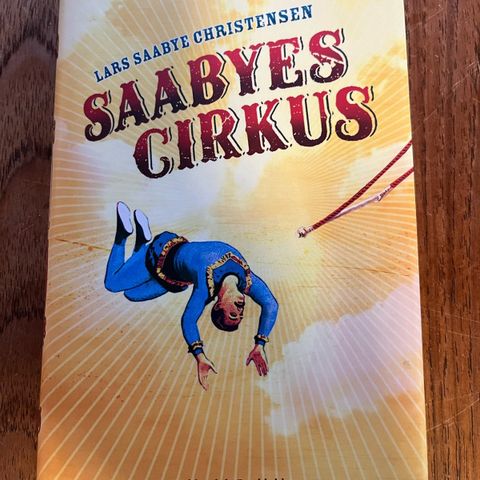 LARS SAABYE CHRISTENSEN
SAABYES
CIRKUS